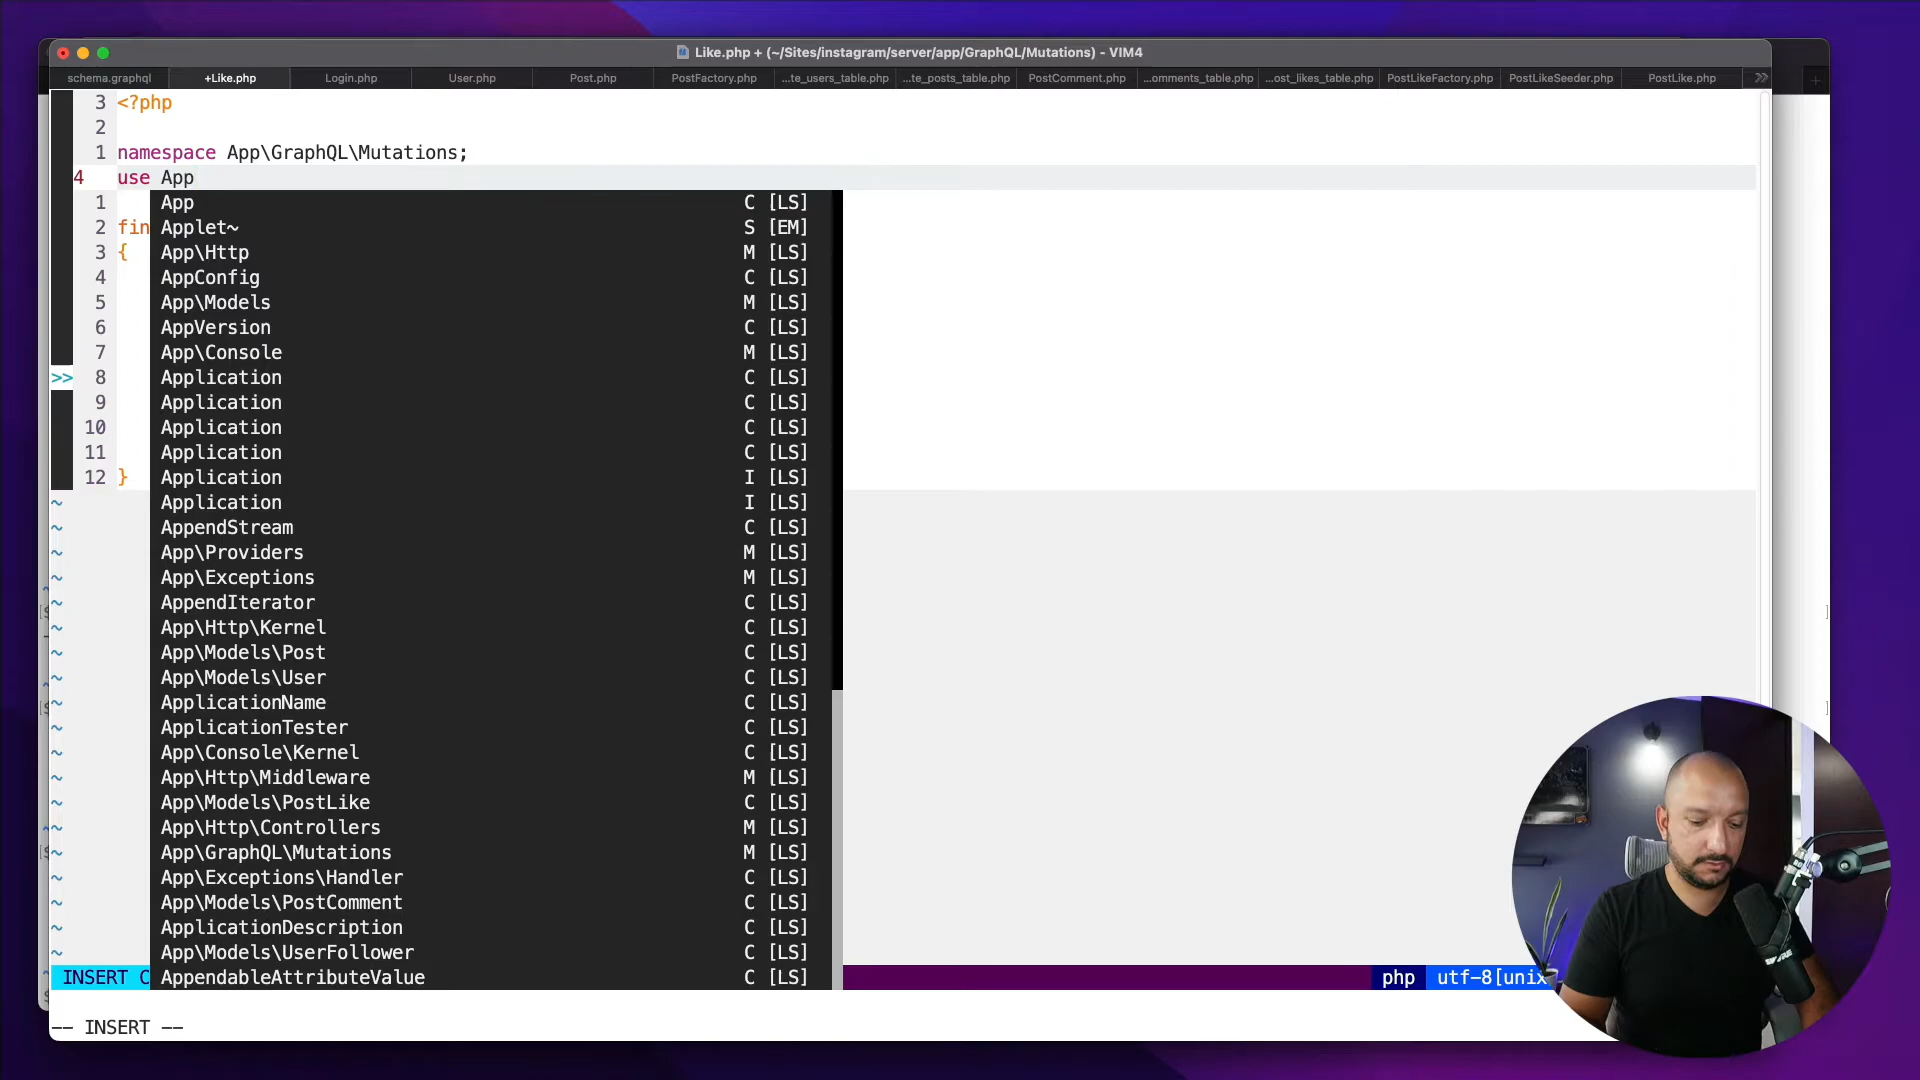 Like.php + (~/Sites/instagram/server/app/GraphQL/Mutations) - VIM4
schema.graphql
+Like.php
Login.php
User.php
Post.php
PostFactory.php
...te_users_table.php
...te_posts_table.php
PostComment.php
...omments_table.php
...ost_likes_table.php
PostLikeFactory.php
PostLikeSeeder.php
PostLike.php
3 <?php
2
1 namespace App\GraphQL\Mutations;
4 use App
1 App C [LS]
2 fin Applet~ S [EM]
3 { App\Http M [LS]
4 AppConfig C [LS]
5 App\Models M [LS]
6 AppVersion C [LS]
7 App\Console M [LS]
>> 8 Application C [LS]
9 Application C [LS]
10 Application C [LS]
11 Application C [LS]
12 } Application I [LS]
~ Application I [LS]
~ AppendStream C [LS]
~ App\Providers M [LS]
~ App\Exceptions M [LS]
~ AppendIterator C [LS]
~ App\Http\Kernel C [LS]
~ App\Models\Post C [LS]
~ App\Models\User C [LS]
~ ApplicationName C [LS]
~ ApplicationTester C [LS]
~ App\Console\Kernel C [LS]
~ App\Http\Middleware M [LS]
~ App\Models\PostLike C [LS]
~ App\Http\Controllers M [LS]
~ App\GraphQL\Mutations M [LS]
~ App\Exceptions\Handler C [LS]
~ App\Models\PostComment C [LS]
~ ApplicationDescription C [LS]
~ App\Models\UserFollower C [LS]
INSERT C AppendableAttributeValue C [LS] php utf-8[unix
-- INSERT --